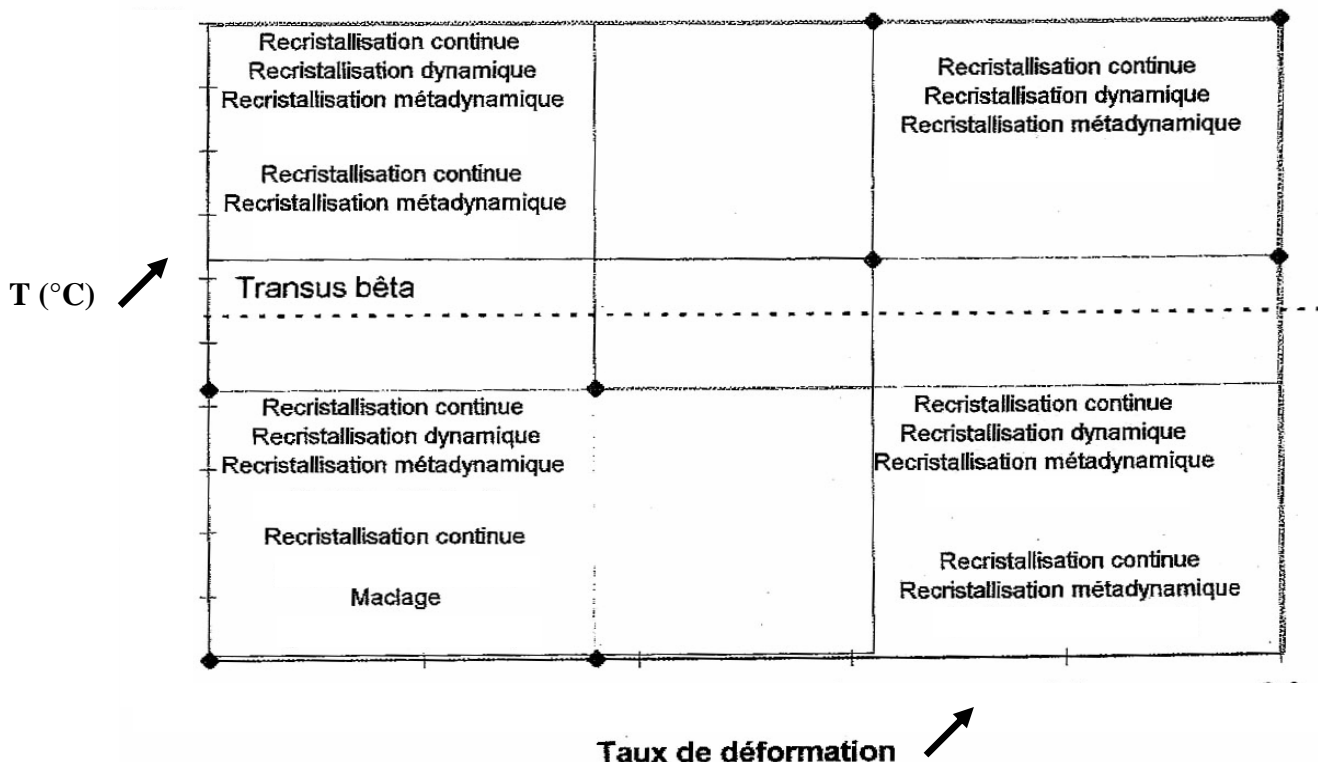 Recristallisation continue
Recristallisation dynamique
Recristallisation métadynamique
Recristallisation continue
Recristallisation dynamique
Recristallisation métadynamique
Recristallisation continue
Recristallisation métadynamique
T (°C)
Transus bêta
Recristallisation continue
Recristallisation dynamique
Recristallisation métadynamique
Recristallisation continue
Maclage
Recristallisation continue
Recristallisation dynamique
Recristallisation métadynamique
Recristallisation continue
Recristallisation métadynamique
Taux de déformation